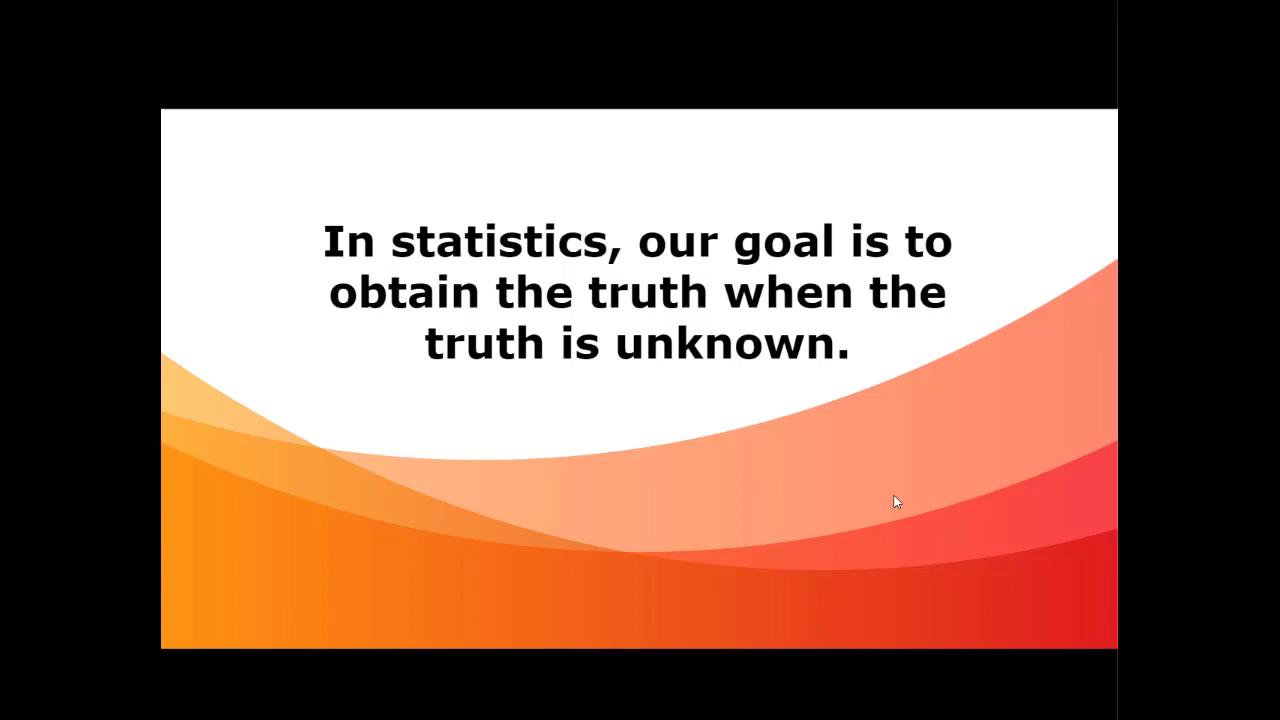 In statistics, our goal is to
obtain the truth when the
truth is unknown.